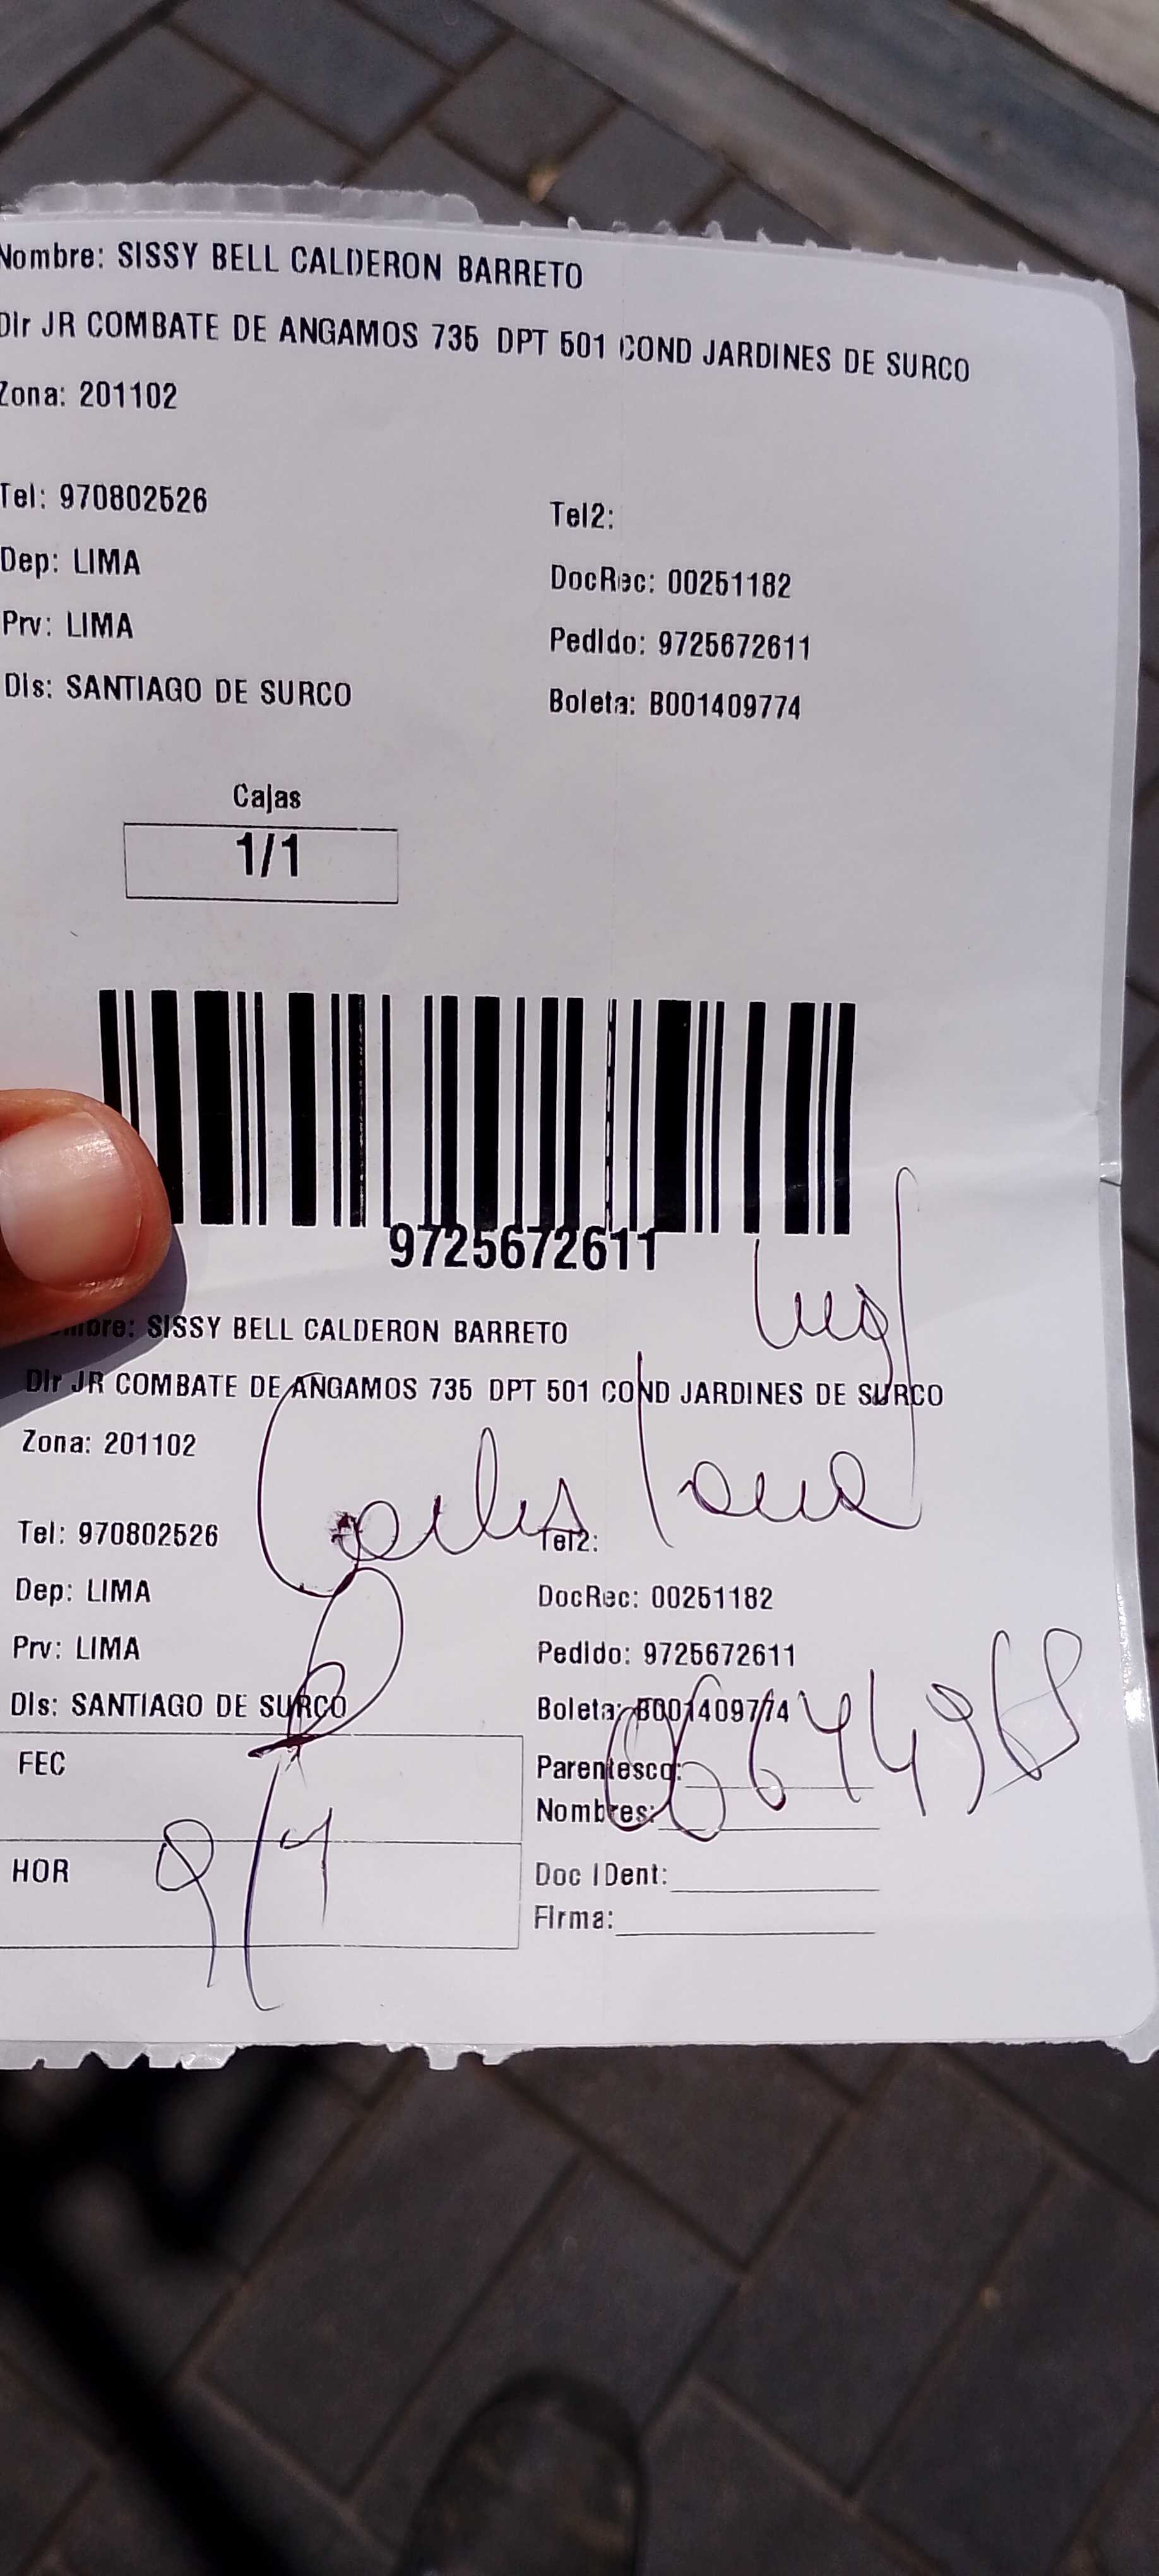 Nombre: SISSY BELL CALDERON BARRETO
Dir JR COMBATE DE ANGAMOS 735 DPT 501 COND JARDINES DE SURCO
Zona: 201102
Tel: 970802526 Tel2:
Dep: LIMA DocRec: 00251182
Prv: LIMA Pedido: 9725672611
Dis: SANTIAGO DE SURCO Boleta: B001409774
Cajas
1/1
9725672611
mbre: SISSY BELL CALDERON BARRETO
Dir JR COMBATE DE ANGAMOS 735 DPT 501 COND JARDINES DE SURCO
Zona: 201102
Carlos
Tel: 970802526 Tel2:
Dep: LIMA DocRec: 00251182
Prv: LIMA Pedido: 9725672611
Dis: SANTIAGO DE SURCO Boleta: B001409774
FEC Parentesco:
Nombres:
HOR 9/4 Doc IDent:
Firma: